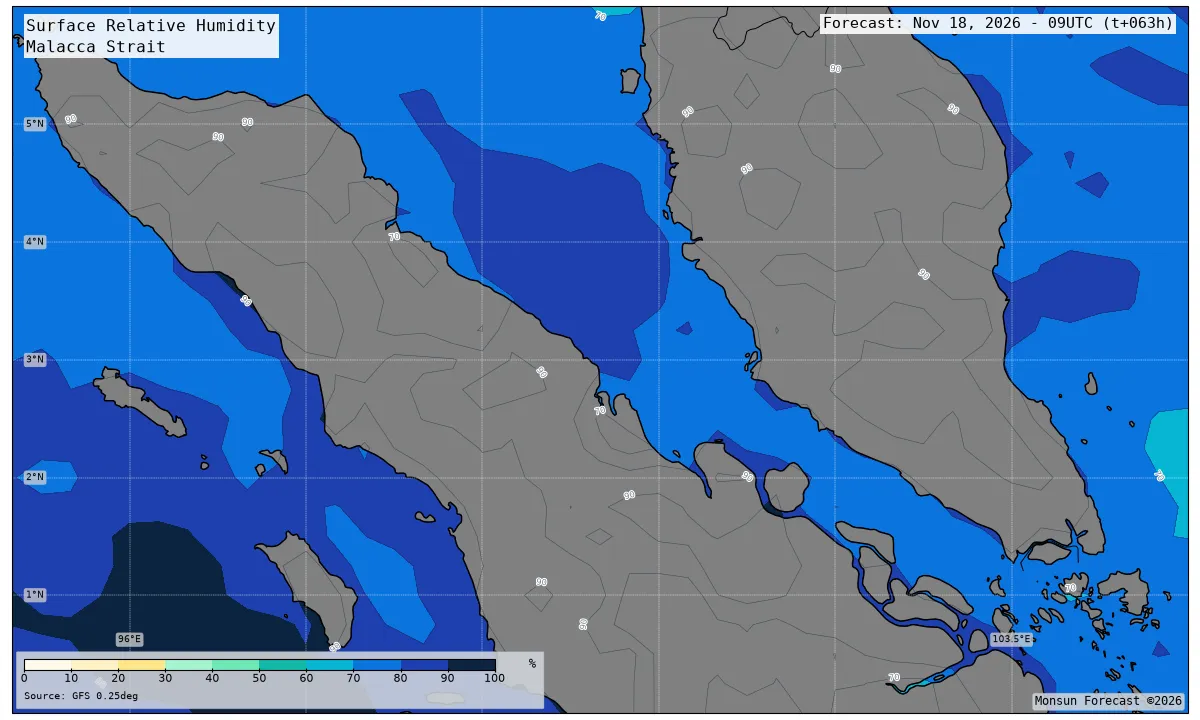 Surface Relative Humidity
Malacca Strait
Forecast: Nov 18, 2026 - 09UTC (t+063h)
70
90
90
90
90
90
90
5°N
90
4°N
70
90
90
3°N
90
70
2°N
90
70
90
1°N
90
70
90
96°E
103.5°E
90
70
%
0 10 20 30 40 50 60 70 80 90 100
Source: GFS 0.25deg
Monsun Forecast ©2026